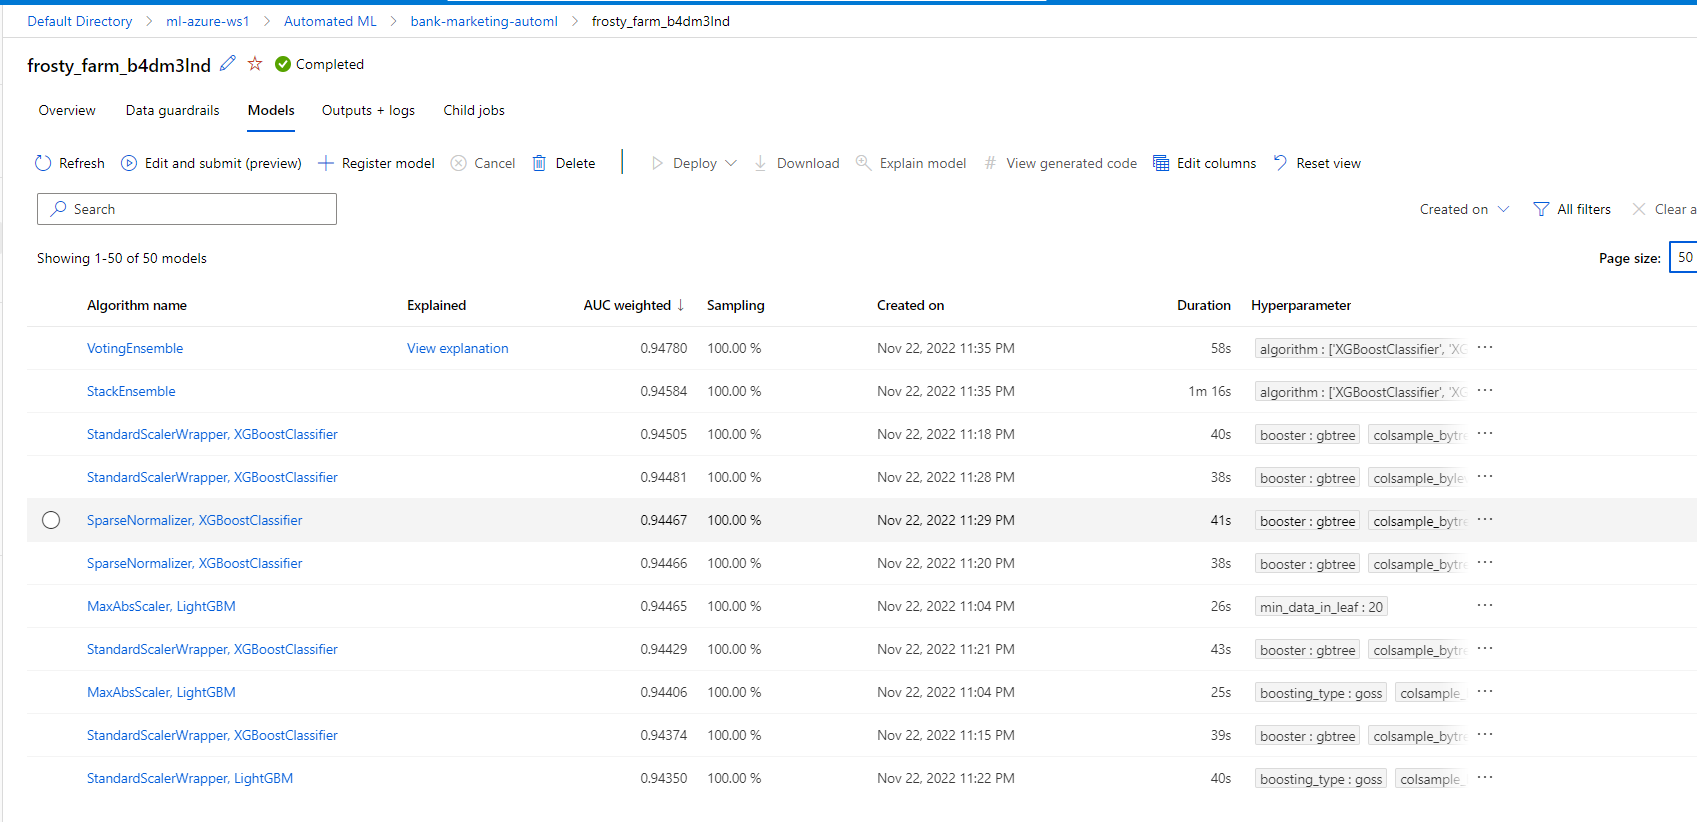 Default Directory > ml-azure-ws1 > Automated ML > bank-marketing-automl > frosty_farm_b4dm3lnd
frosty_farm_b4dm3lnd Completed
Overview Data guardrails Models Outputs + logs Child jobs
Refresh Edit and submit (preview) Register model Cancel Delete Deploy Download Explain model # View generated code Edit columns Reset view
Search Created on All filters Clear a
Showing 1-50 of 50 models Page size: 50
Algorithm name Explained AUC weighted ↓ Sampling Created on Duration Hyperparameter
VotingEnsemble View explanation 0.94780 100.00 % Nov 22, 2022 11:35 PM 58s algorithm : ['XGBoostClassifier', 'XG ...
StackEnsemble 0.94584 100.00 % Nov 22, 2022 11:35 PM 1m 16s algorithm : ['XGBoostClassifier', 'XG ...
StandardScalerWrapper, XGBoostClassifier 0.94505 100.00 % Nov 22, 2022 11:18 PM 40s booster : gbtree colsample_bytre ...
StandardScalerWrapper, XGBoostClassifier 0.94481 100.00 % Nov 22, 2022 11:28 PM 38s booster : gbtree colsample_byleve ...
SparseNormalizer, XGBoostClassifier 0.94467 100.00 % Nov 22, 2022 11:29 PM 41s booster : gbtree colsample_bytre ...
SparseNormalizer, XGBoostClassifier 0.94466 100.00 % Nov 22, 2022 11:20 PM 38s booster : gbtree colsample_bytre ...
MaxAbsScaler, LightGBM 0.94465 100.00 % Nov 22, 2022 11:04 PM 26s min_data_in_leaf : 20 ...
StandardScalerWrapper, XGBoostClassifier 0.94429 100.00 % Nov 22, 2022 11:21 PM 43s booster : gbtree colsample_bytre ...
MaxAbsScaler, LightGBM 0.94406 100.00 % Nov 22, 2022 11:04 PM 25s boosting_type : goss colsample_ ...
StandardScalerWrapper, XGBoostClassifier 0.94374 100.00 % Nov 22, 2022 11:15 PM 39s booster : gbtree colsample_bytre ...
StandardScalerWrapper, LightGBM 0.94350 100.00 % Nov 22, 2022 11:22 PM 40s boosting_type : goss colsample_ ...